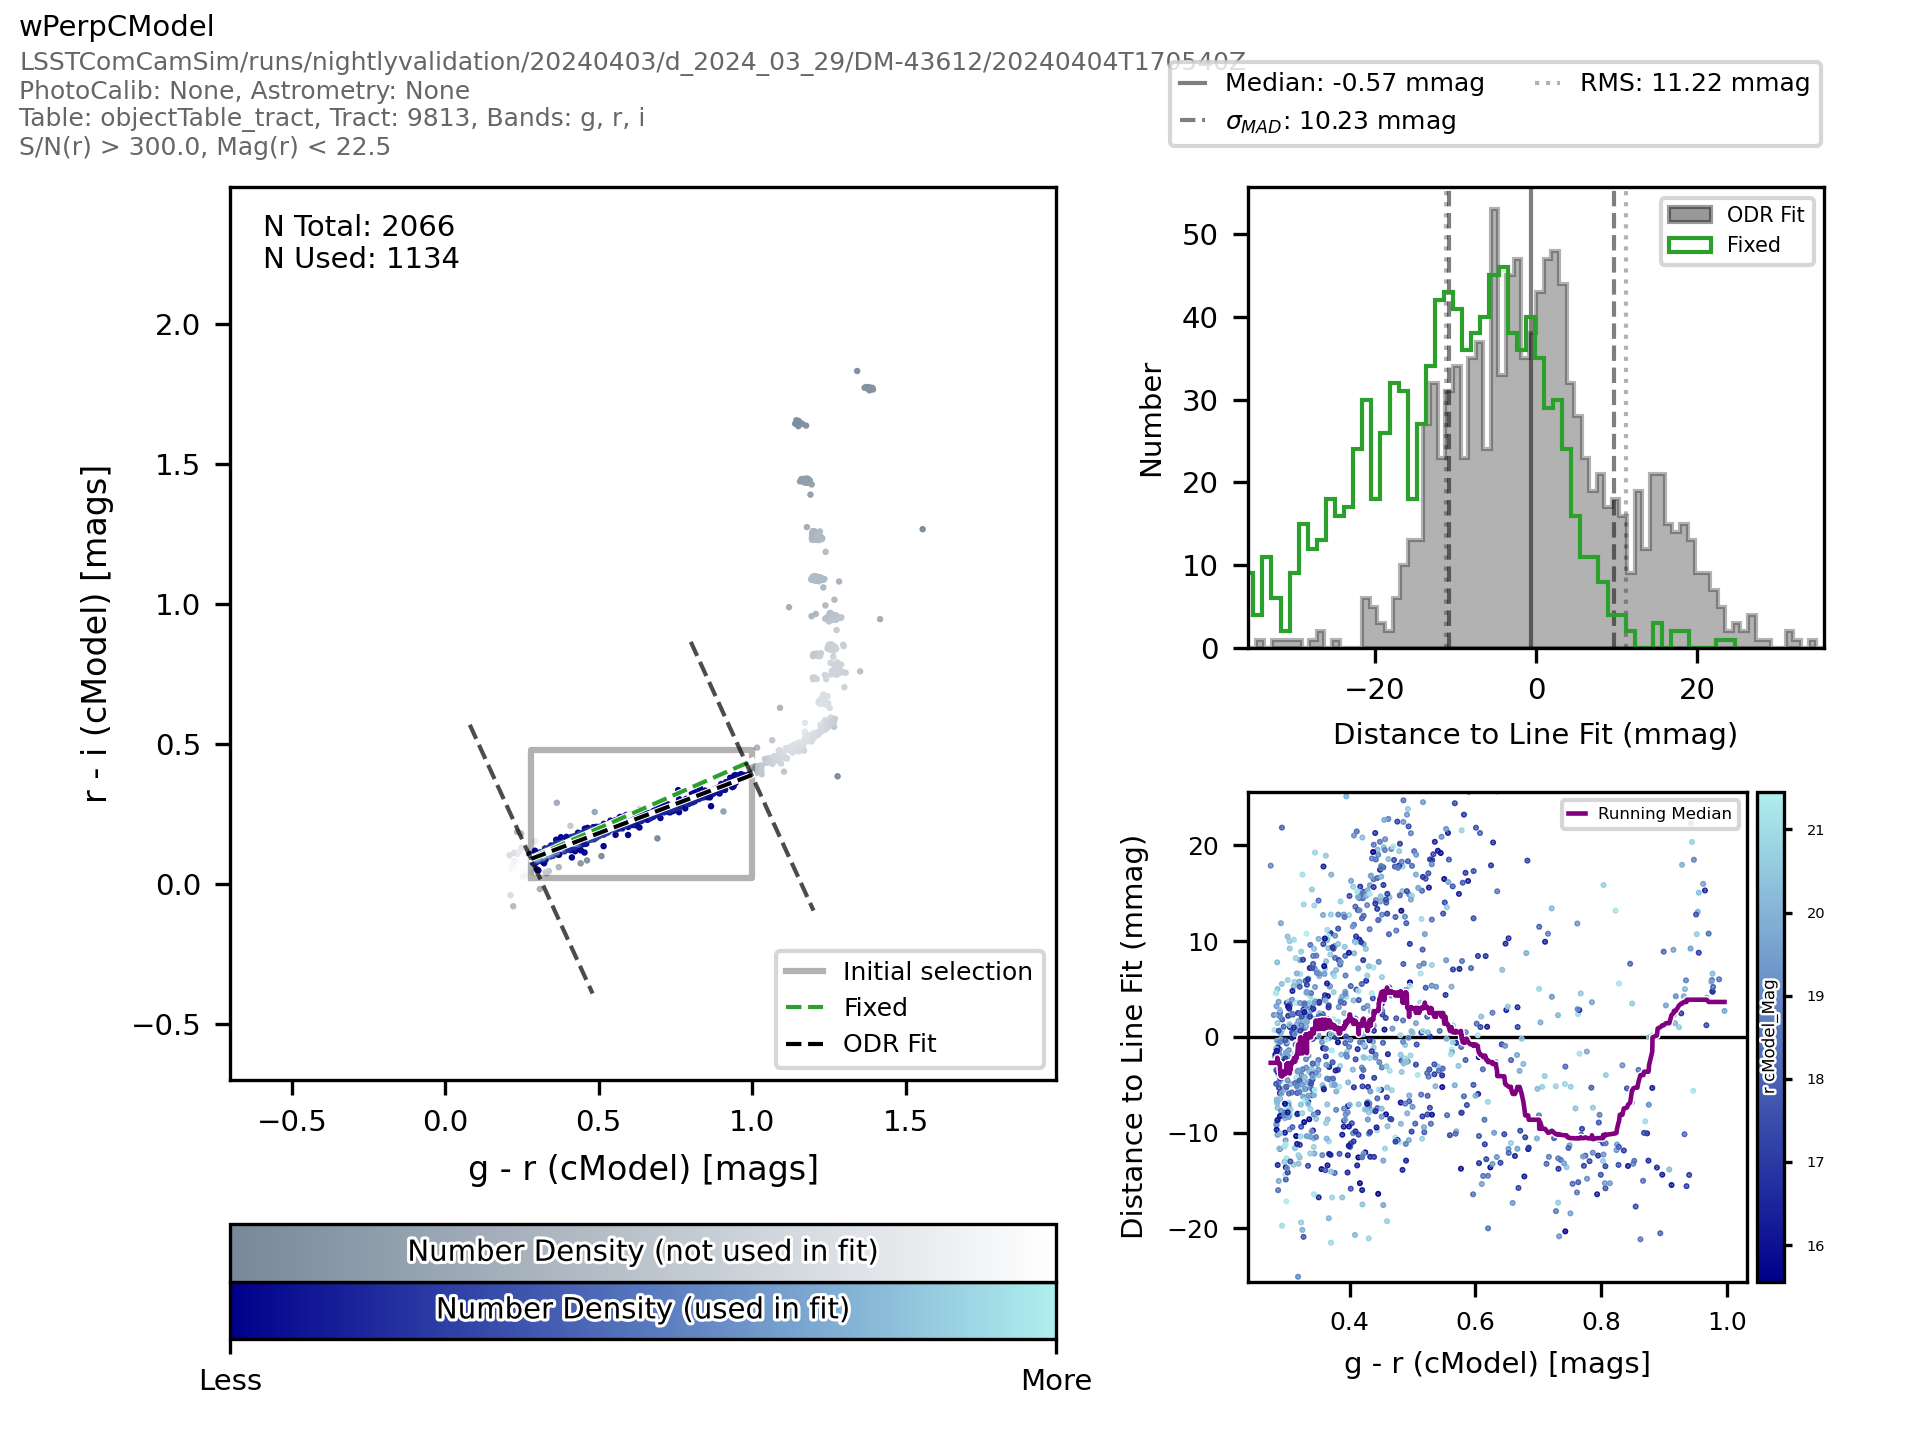 wPerpCModel
LSSTComCamSim/runs/nightlyvalidation/20240403/d_2024_03_29/DM-43612/20240404T170540Z
PhotoCalib: None, Astrometry: None
Table: objectTable_tract, Tract: 9813, Bands: g, r, i
S/N(r) > 300.0, Mag(r) < 22.5
Median: -0.57 mmag
RMS: 11.22 mmag
σMAD: 10.23 mmag
N Total: 2066
N Used: 1134
2.0
1.5
1.0
0.5
0.0
−0.5
r - i (cModel) [mags]
Initial selection
Fixed
ODR Fit
−0.5
0.0
0.5
1.0
1.5
g - r (cModel) [mags]
Number Density (not used in fit)
Number Density (used in fit)
Less
More
ODR Fit
Fixed
50
40
30
20
10
0
Number
−20
0
20
Distance to Line Fit (mmag)
Running Median
20
10
0
−10
−20
Distance to Line Fit (mmag)
0.4
0.6
0.8
1.0
g - r (cModel) [mags]
21
20
19
18
17
16
r cModel_Mag